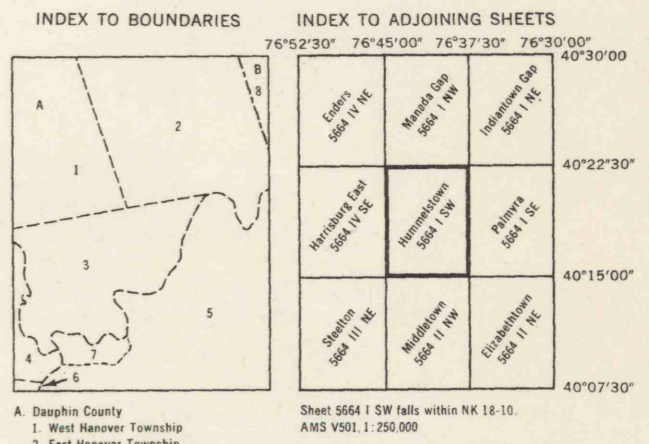 INDEX TO BOUNDARIES
A
B
8
2
1
3
5
4
7
6
A. Dauphin County
1. West Hanover Township
2. East Hanover Township
INDEX TO ADJOINING SHEETS
76°52'30" 76°45'00" 76°37'30" 76°30'00"
40°30'00
Enders
5664 IV NE
Manada Gap
5664 I NW
Indiantown Gap
5664 I NE
40°22'30"
Harrisburg East
5664 IV SE
Hummelstown
5664 I SW
Palmyra
5664 I SE
40°15'00"
Steelton
5664 III NE
Middletown
5664 II NW
Elizabethtown
5664 II NE
40°07'30"
Sheet 5664 I SW falls within NK 18-10.
AMS V501, 1:250,000